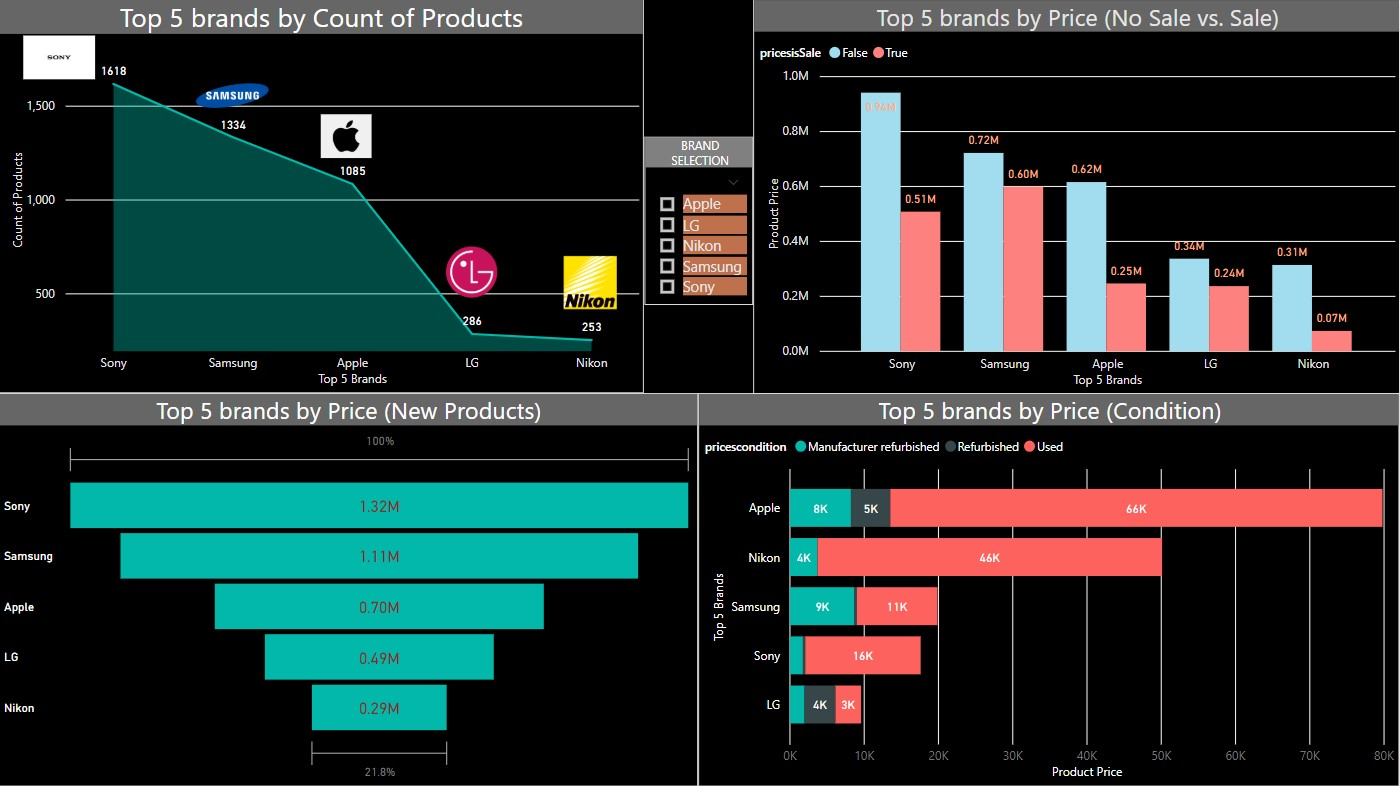 Top 5 brands by Count of Products
SONY
1618
SAMSUNG
1334
1085
LG
286
Nikon
253
1,500
1,000
500
Count of Products
Sony Samsung Apple LG Nikon
Top 5 Brands
BRAND
SELECTION
Apple
LG
Nikon
Samsung
Sony
Top 5 brands by Price (No Sale vs. Sale)
pricesisSale False True
1.0M
0.8M
0.6M
0.4M
0.2M
0.0M
Product Price
0.94M
0.51M
0.72M
0.60M
0.62M
0.25M
0.34M
0.24M
0.31M
0.07M
Sony Samsung Apple LG Nikon
Top 5 Brands
Top 5 brands by Price (New Products)
100%
Sony 1.32M
Samsung 1.11M
Apple 0.70M
LG 0.49M
Nikon 0.29M
21.8%
Top 5 brands by Price (Condition)
pricescondition Manufacturer refurbished Refurbished Used
Top 5 Brands
Apple 8K 5K 66K
Nikon 4K 46K
Samsung 9K 11K
Sony 16K
LG 4K 3K
0K 10K 20K 30K 40K 50K 60K 70K 80K
Product Price